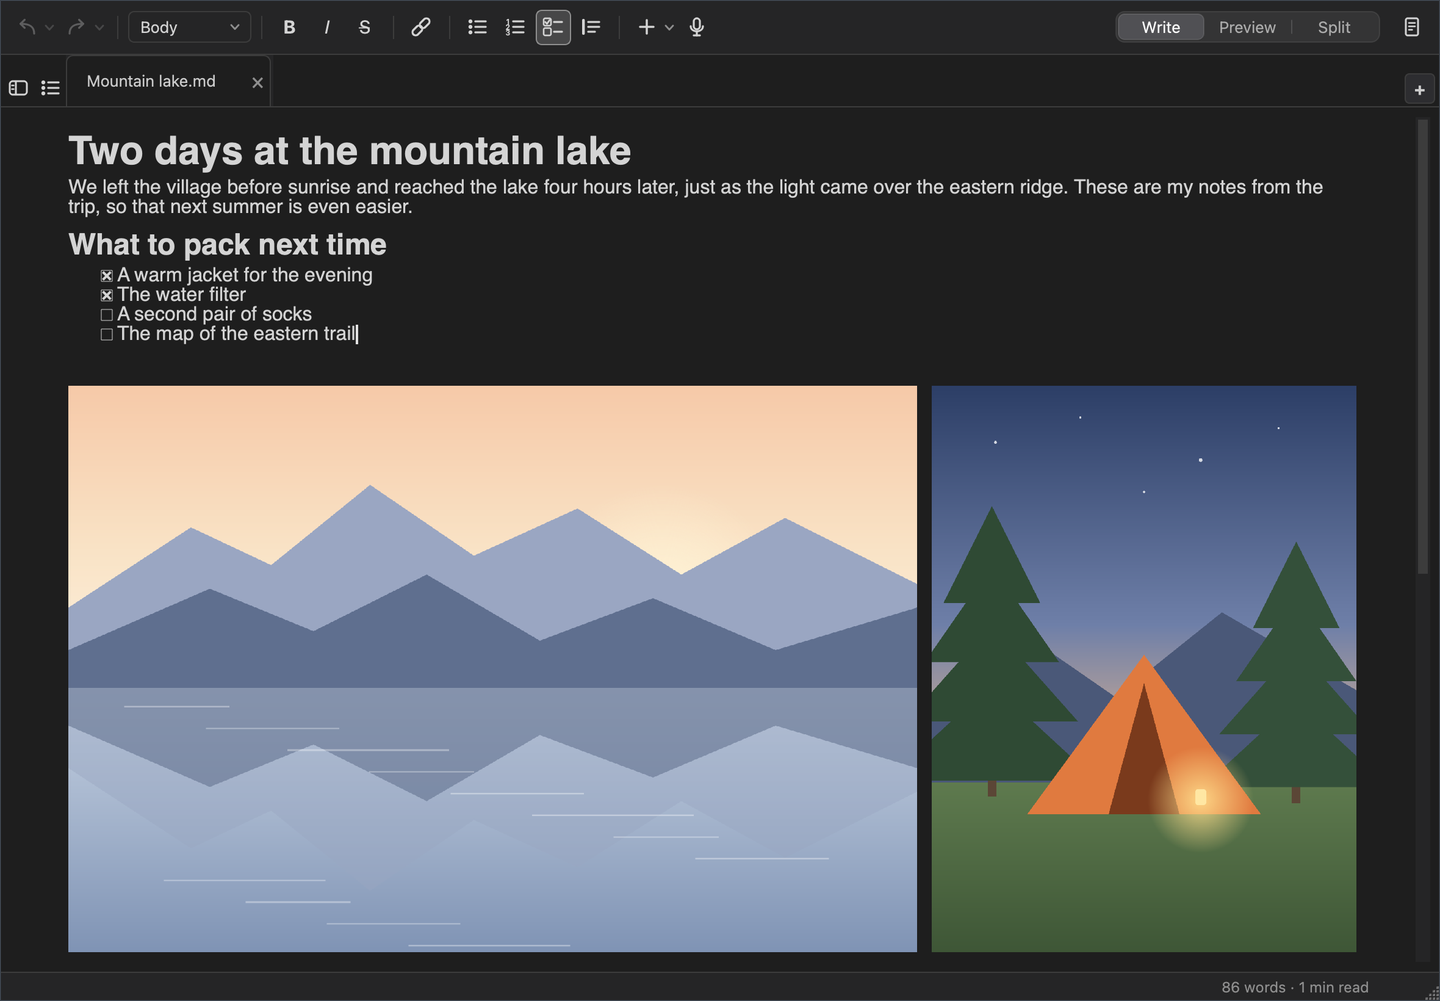 Body
B
I
S
Write
Preview
Split
Mountain lake.md
Two days at the mountain lake
We left the village before sunrise and reached the lake four hours later, just as the light came over the eastern ridge. These are my notes from the
trip, so that next summer is even easier.
What to pack next time
A warm jacket for the evening
The water filter
A second pair of socks
The map of the eastern trail
86 words · 1 min read